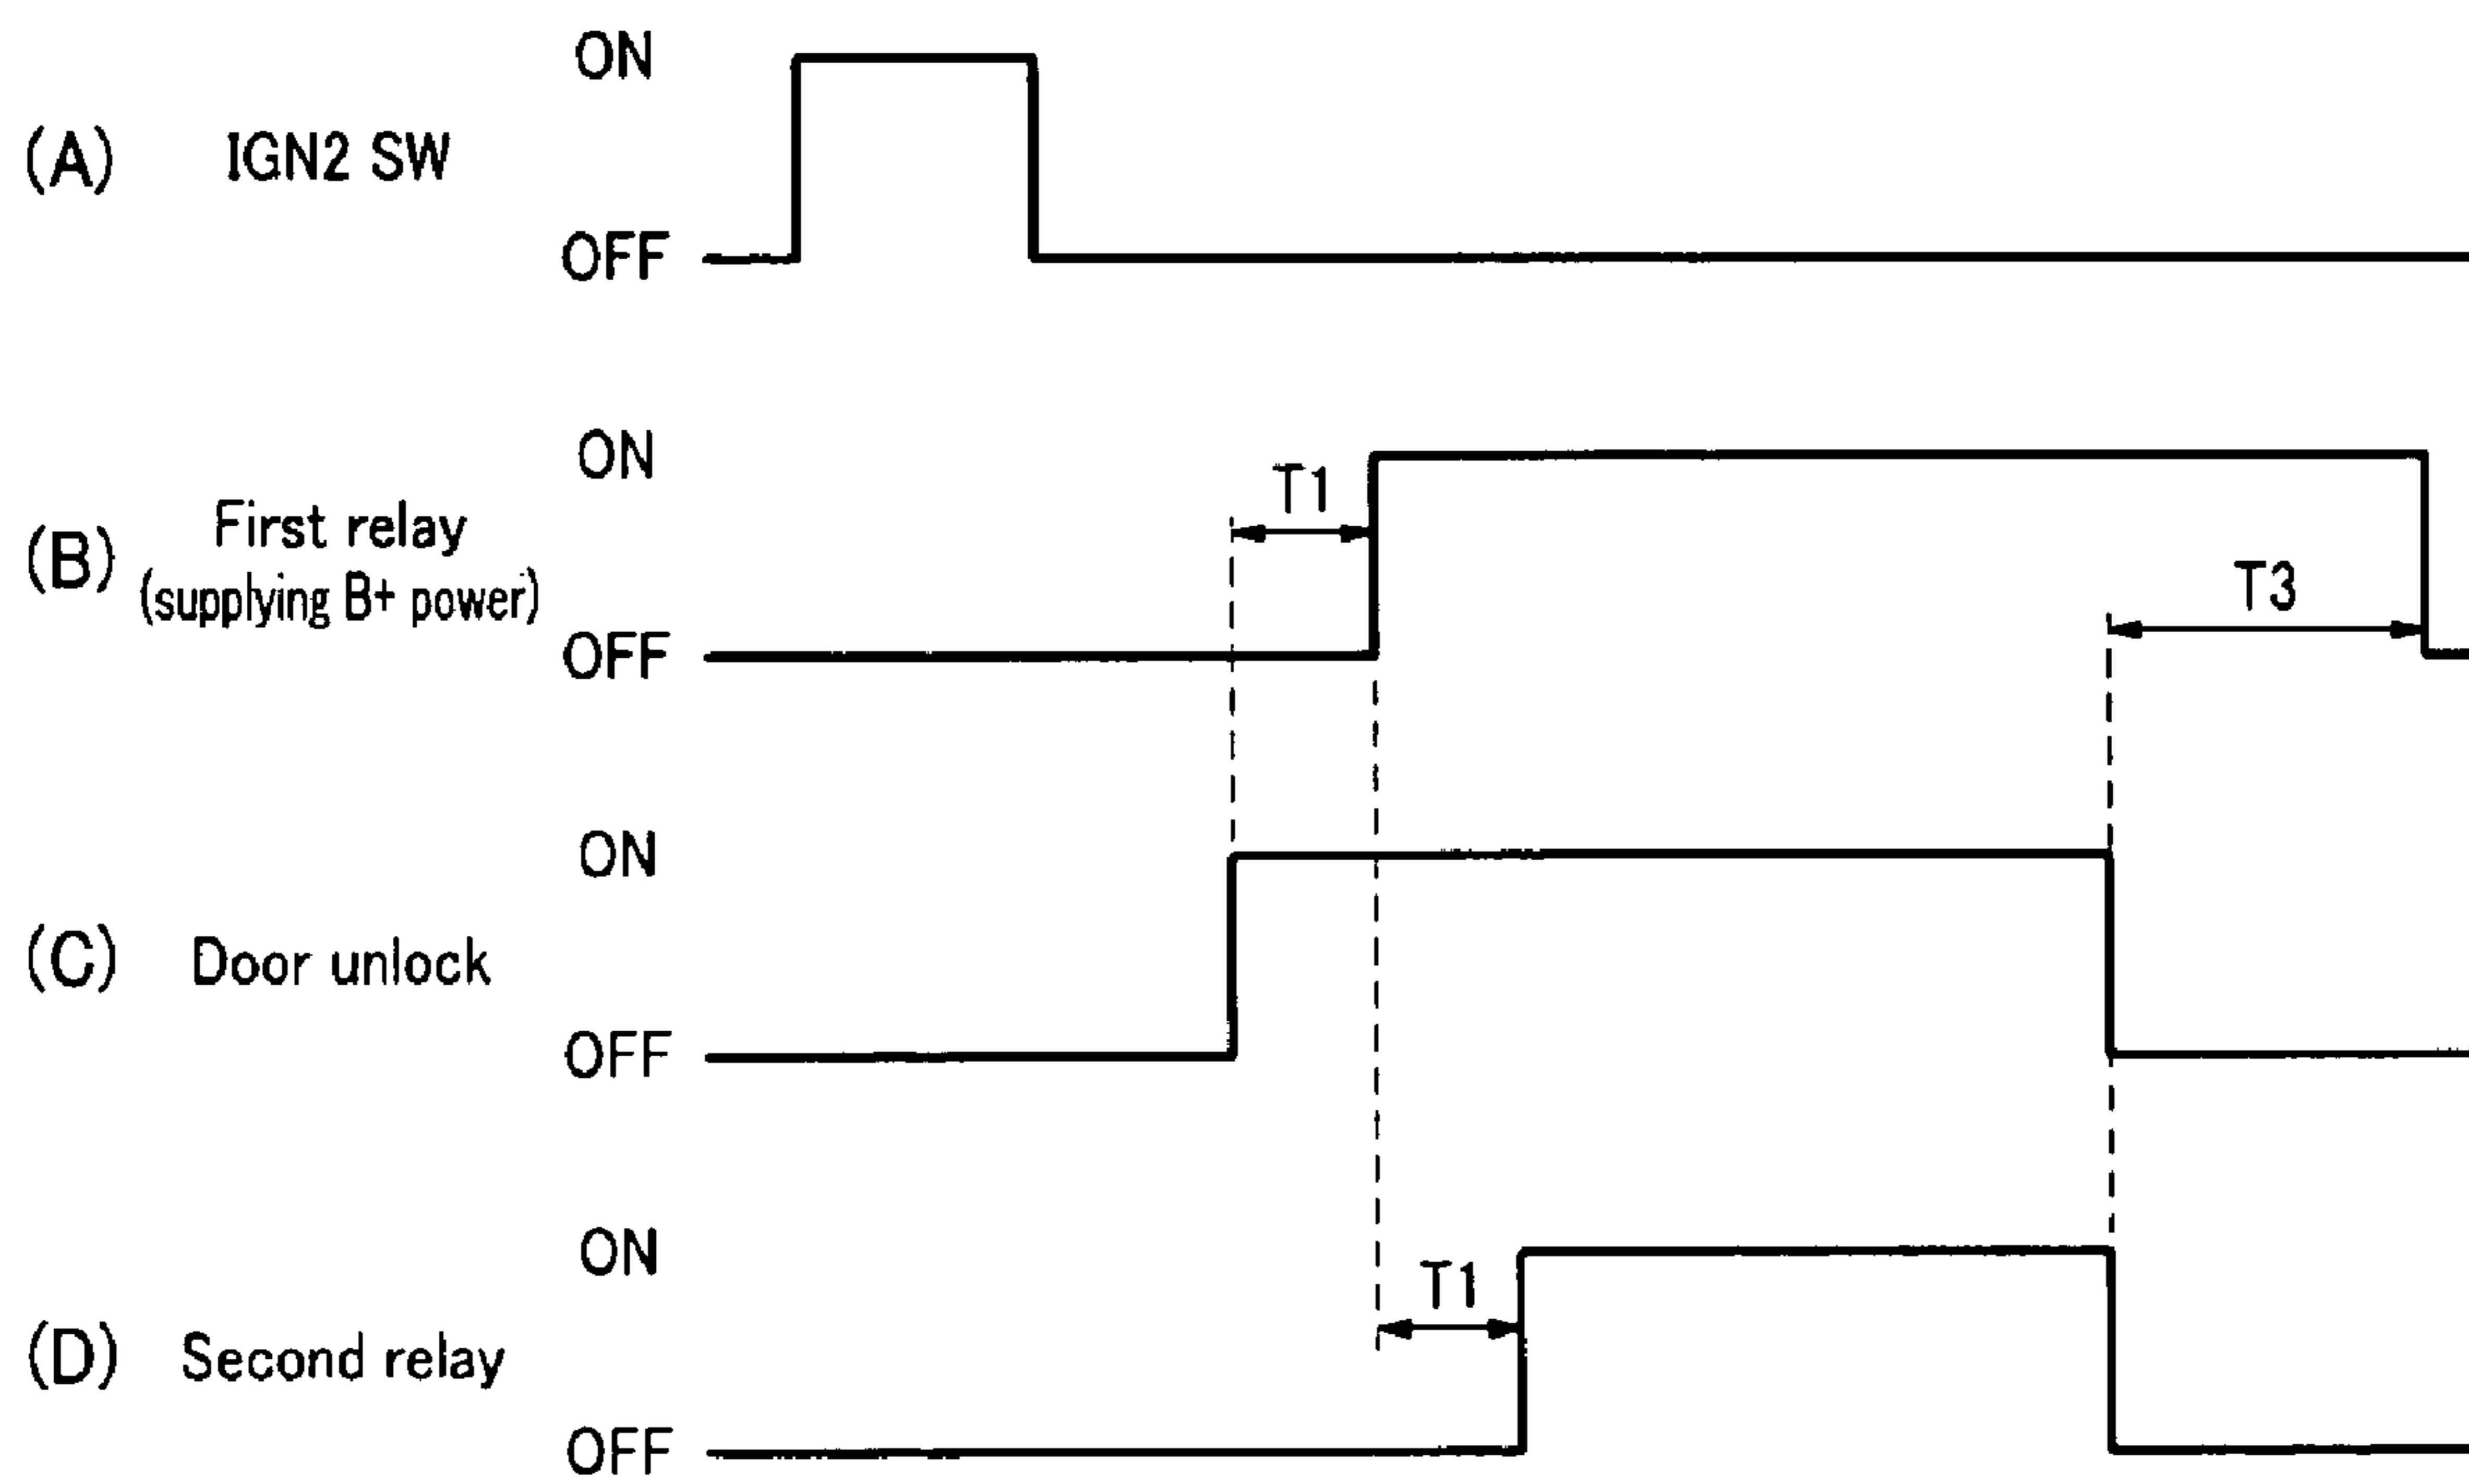 ON
(A) IGN2 SW
OFF
ON
T1
(B) First relay
(supplying B+ power)
T3
OFF
ON
(C) Door unlock
OFF
ON
T1
(D) Second relay
OFF